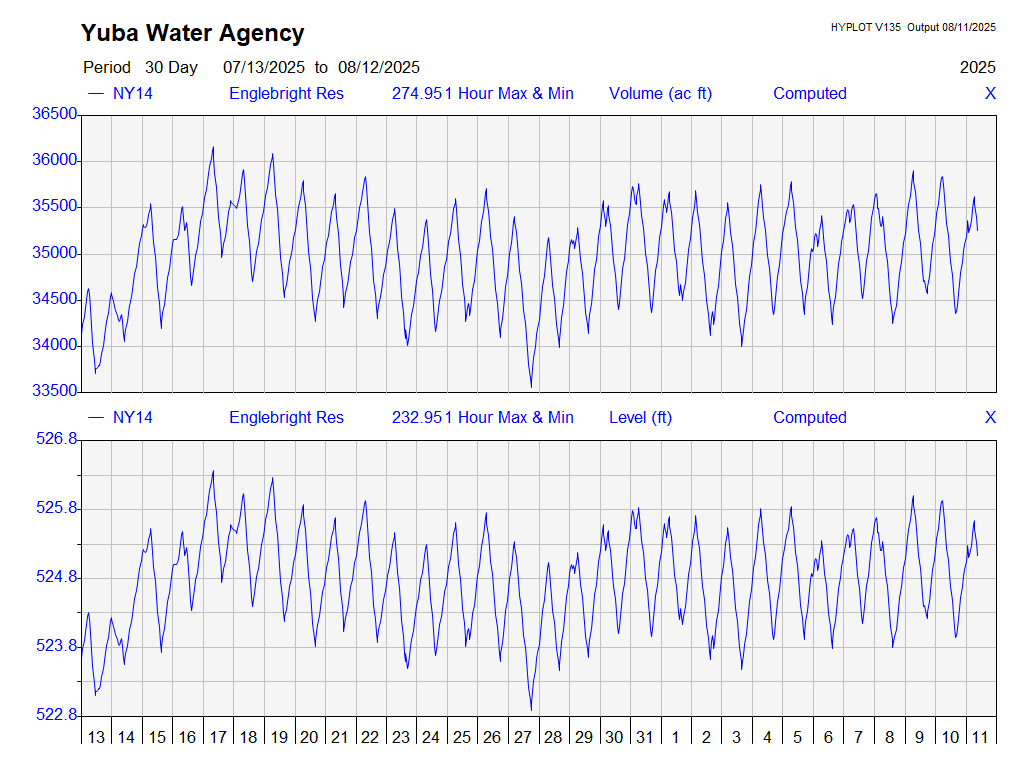 Yuba Water Agency HYPLOT V135 Output 08/11/2025
Period 30 Day 07/13/2025 to 08/12/2025 2025
NY14 Englebright Res 274.951 Hour Max & Min Volume (ac ft) Computed X
36500
36000
35500
35000
34500
34000
33500
NY14 Englebright Res 232.951 Hour Max & Min Level (ft) Computed X
526.8
525.8
524.8
523.8
522.8
13 14 15 16 17 18 19 20 21 22 23 24 25 26 27 28 29 30 31 1 2 3 4 5 6 7 8 9 10 11